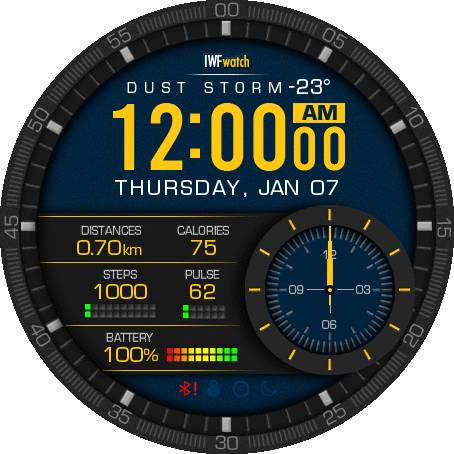 00
55
05
50
10
45
15
40
20
35
25
30
IWFwatch
DUST STORM -23°
12:00 00 AM
THURSDAY, JAN 07
DISTANCES CALORIES
0.70km 75
STEPS PULSE
1000 62
BATTERY
100%
12
09 03
06
!